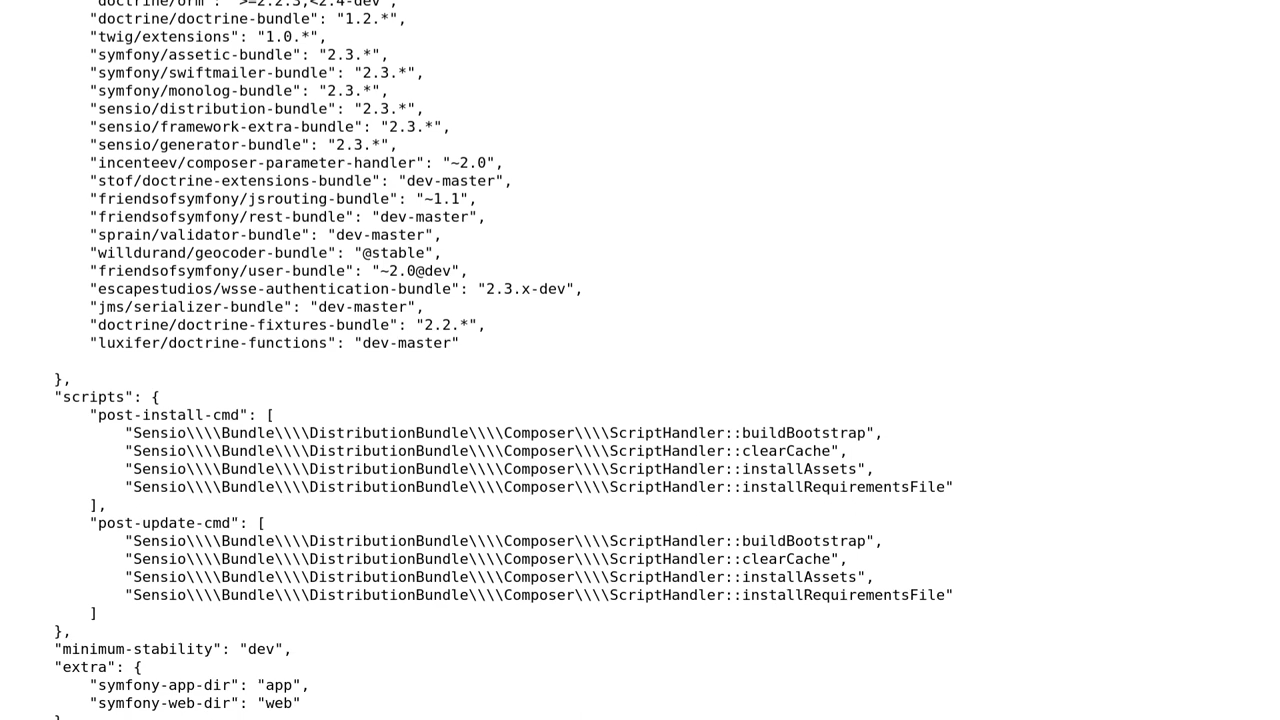 "doctrine/orm": ">=2.2.3,<2.4-dev",
"doctrine/doctrine-bundle": "1.2.*",
"twig/extensions": "1.0.*",
"symfony/assetic-bundle": "2.3.*",
"symfony/swiftmailer-bundle": "2.3.*",
"symfony/monolog-bundle": "2.3.*",
"sensio/distribution-bundle": "2.3.*",
"sensio/framework-extra-bundle": "2.3.*",
"sensio/generator-bundle": "2.3.*",
"incenteev/composer-parameter-handler": "~2.0",
"stof/doctrine-extensions-bundle": "dev-master",
"friendsofsymfony/jsrouting-bundle": "~1.1",
"friendsofsymfony/rest-bundle": "dev-master",
"sprain/validator-bundle": "dev-master",
"willdurand/geocoder-bundle": "@stable",
"friendsofsymfony/user-bundle": "~2.0@dev",
"escapestudios/wsse-authentication-bundle": "2.3.x-dev",
"jms/serializer-bundle": "dev-master",
"doctrine/doctrine-fixtures-bundle": "2.2.*",
"luxifer/doctrine-functions": "dev-master"
},
"scripts": {
"post-install-cmd": [
"Sensio\\\\Bundle\\\\DistributionBundle\\\\Composer\\\\ScriptHandler::buildBootstrap",
"Sensio\\\\Bundle\\\\DistributionBundle\\\\Composer\\\\ScriptHandler::clearCache",
"Sensio\\\\Bundle\\\\DistributionBundle\\\\Composer\\\\ScriptHandler::installAssets",
"Sensio\\\\Bundle\\\\DistributionBundle\\\\Composer\\\\ScriptHandler::installRequirementsFile"
],
"post-update-cmd": [
"Sensio\\\\Bundle\\\\DistributionBundle\\\\Composer\\\\ScriptHandler::buildBootstrap",
"Sensio\\\\Bundle\\\\DistributionBundle\\\\Composer\\\\ScriptHandler::clearCache",
"Sensio\\\\Bundle\\\\DistributionBundle\\\\Composer\\\\ScriptHandler::installAssets",
"Sensio\\\\Bundle\\\\DistributionBundle\\\\Composer\\\\ScriptHandler::installRequirementsFile"
]
},
"minimum-stability": "dev",
"extra": {
"symfony-app-dir": "app",
"symfony-web-dir": "web"
}